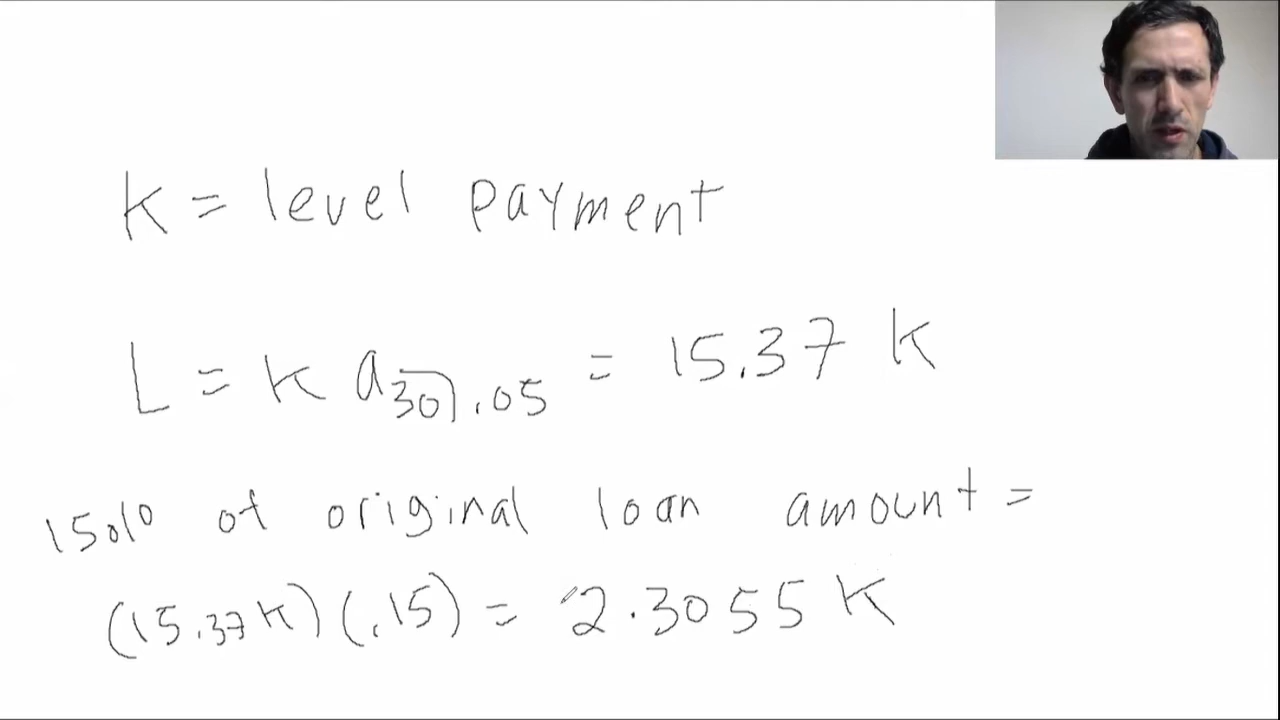 K = level payment
L = K a30⌉.05 = 15.37 K
15% of original loan amount =
(15.37K)(.15) = 2.3055 K